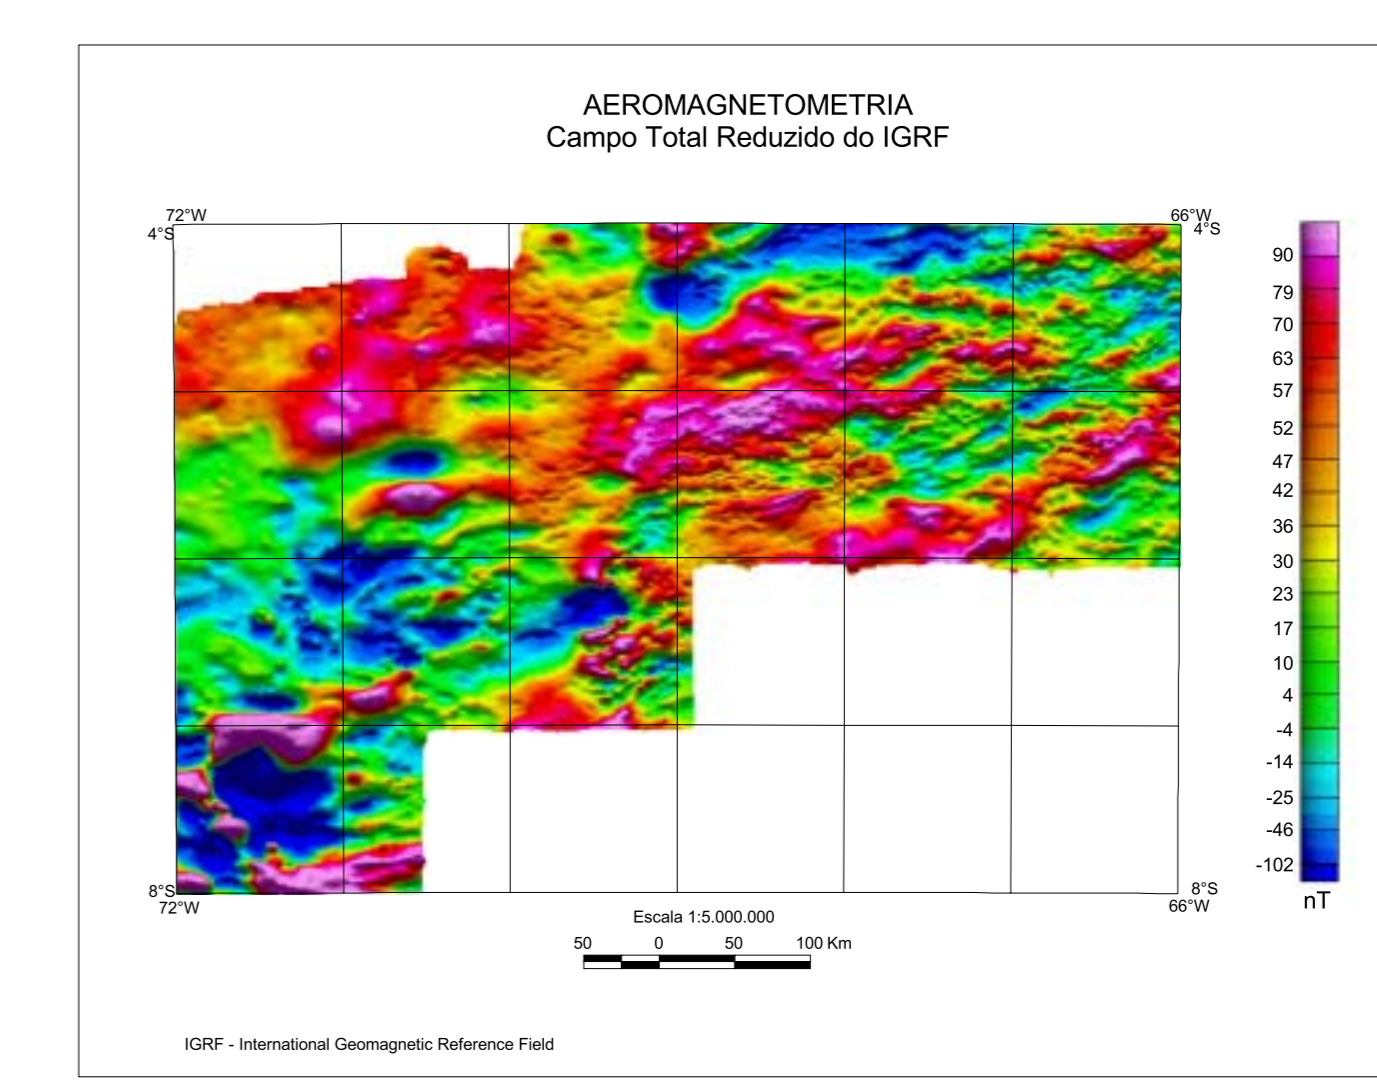 AEROMAGNETOMETRIA
Campo Total Reduzido do IGRF
72°W
66°W
4°S
4°S
90
79
70
63
57
52
47
42
36
30
23
17
10
4
-4
-14
-25
-46
-102
nT
8°S
8°S
72°W
66°W
Escala 1:5.000.000
50 0 50 100 Km
IGRF - International Geomagnetic Reference Field